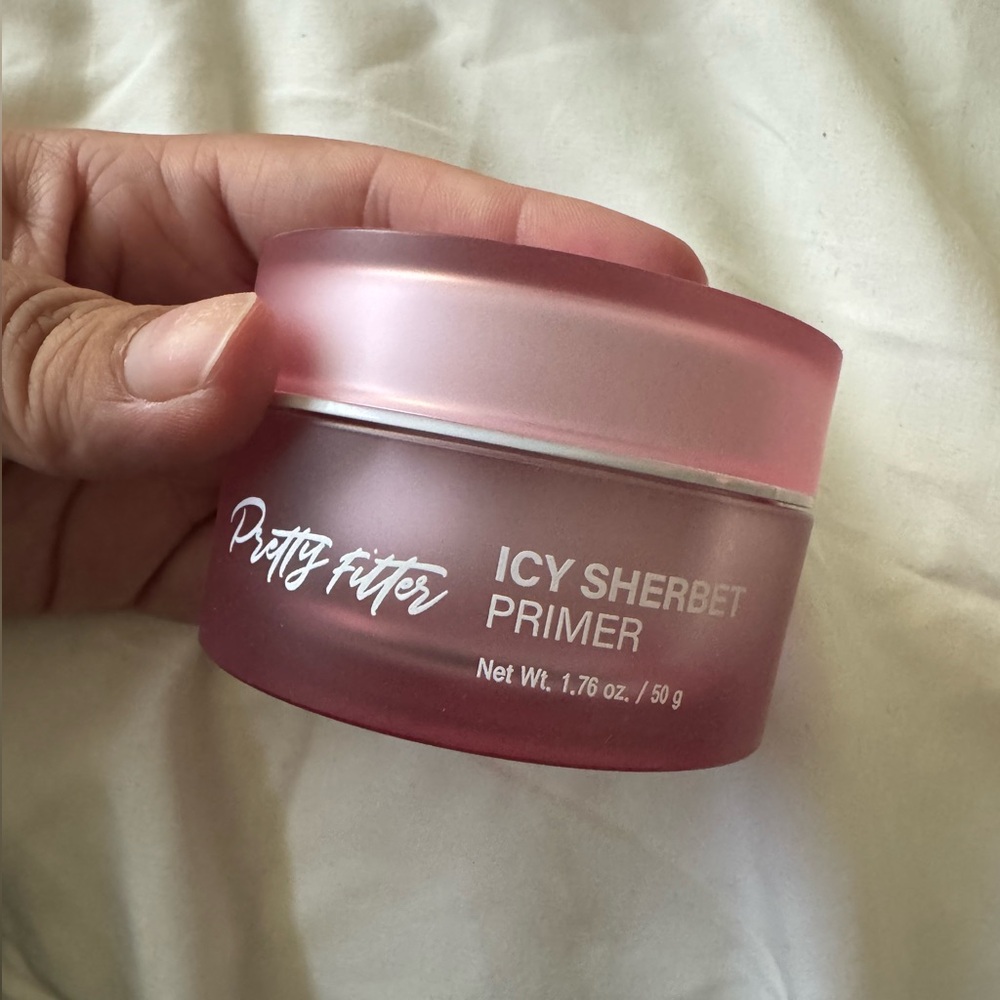 Pretty Filter
ICY SHERBET
PRIMER
Net Wt. 1.76 oz. / 50 g